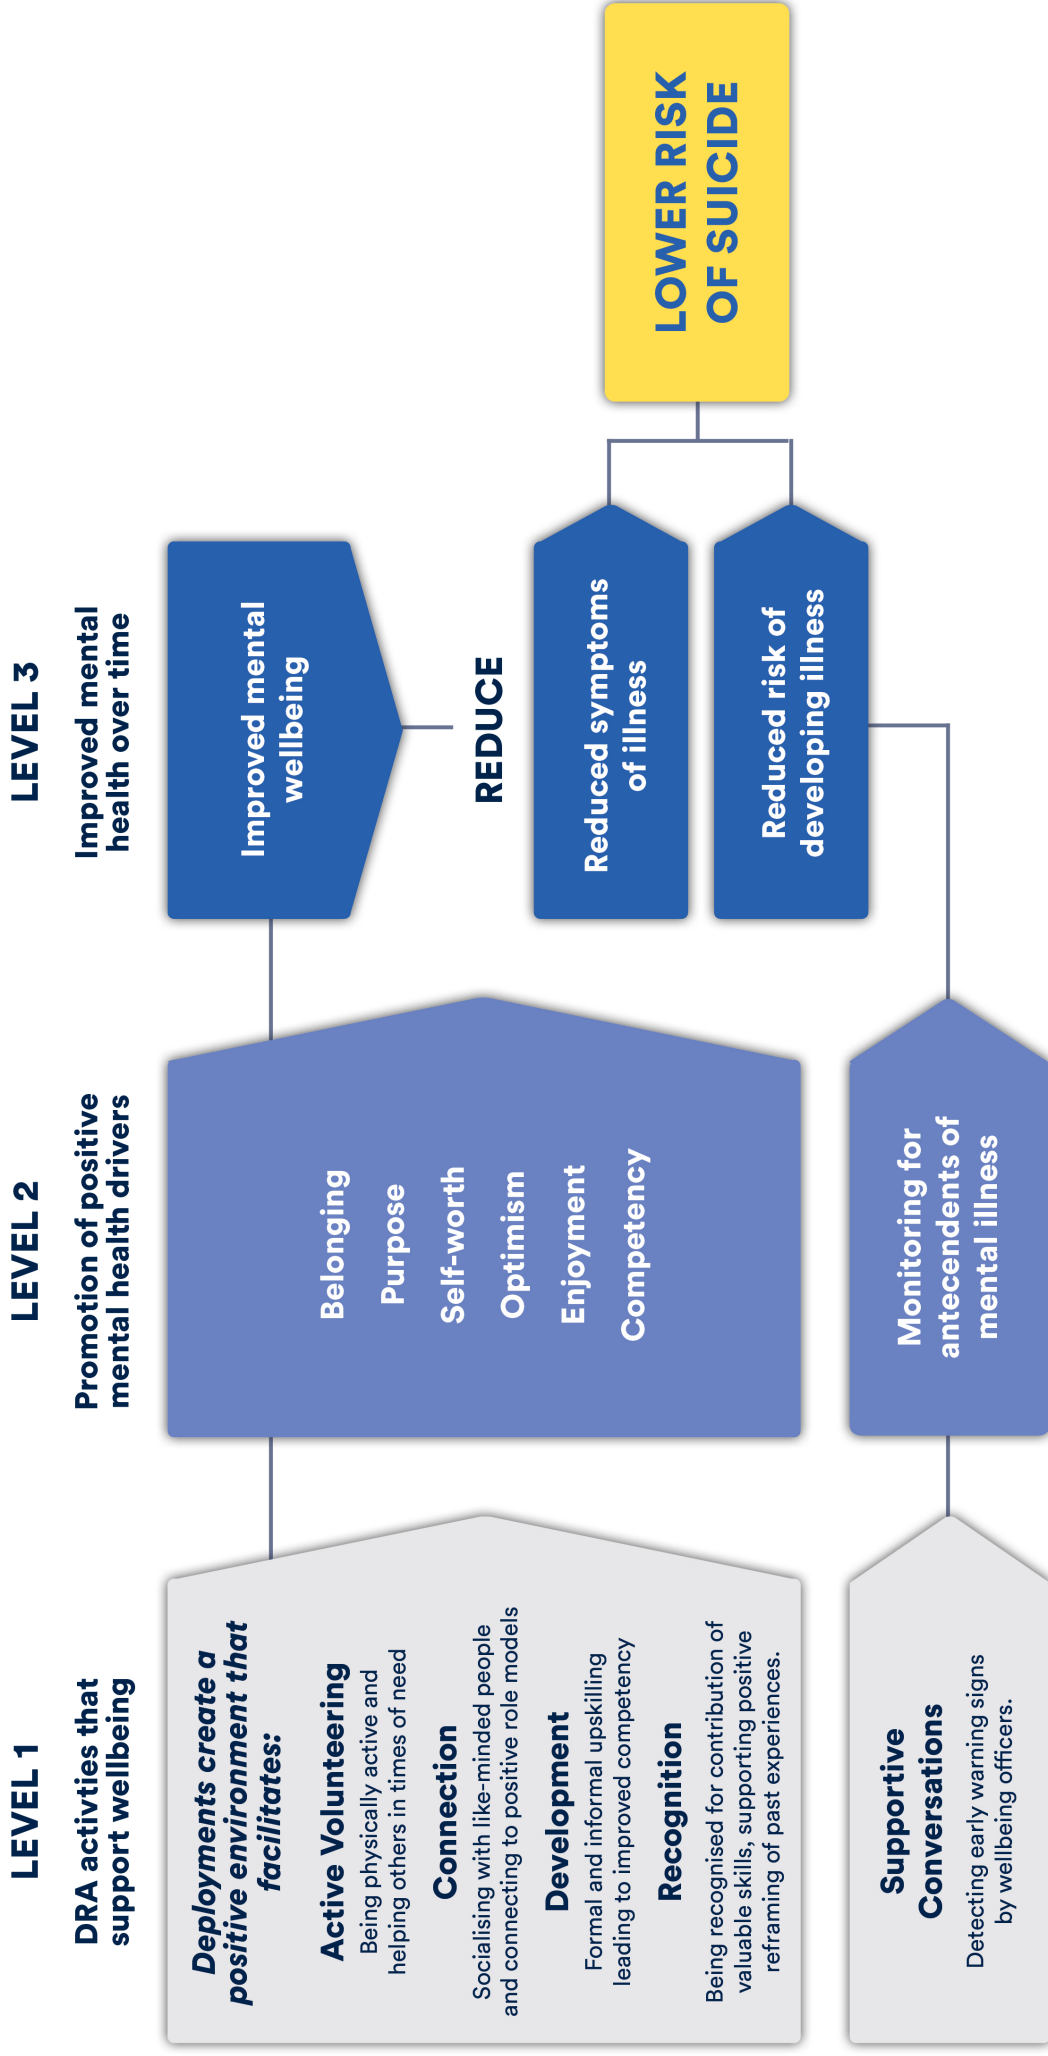 LEVEL 1
DRA activties that
support wellbeing
Deployments create a
positive environment that
facilitates:
Active Volunteering
Being physically active and
helping others in times of need
Connection
Socialising with like-minded people
and connecting to positive role models
Development
Formal and informal upskilling
leading to improved competency
Recognition
Being recognised for contribution of
valuable skills, supporting positive
reframing of past experiences.
Supportive
Conversations
Detecting early warning signs
by wellbeing officers.
LEVEL 2
Promotion of positive
mental health drivers
Belonging
Purpose
Self-worth
Optimism
Enjoyment
Competency
Monitoring for
antecendents of
mental illness
LEVEL 3
Improved mental
health over time
Improved mental
wellbeing
REDUCE
Reduced symptoms
of illness
Reduced risk of
developing illness
LOWER RISK
OF SUICIDE